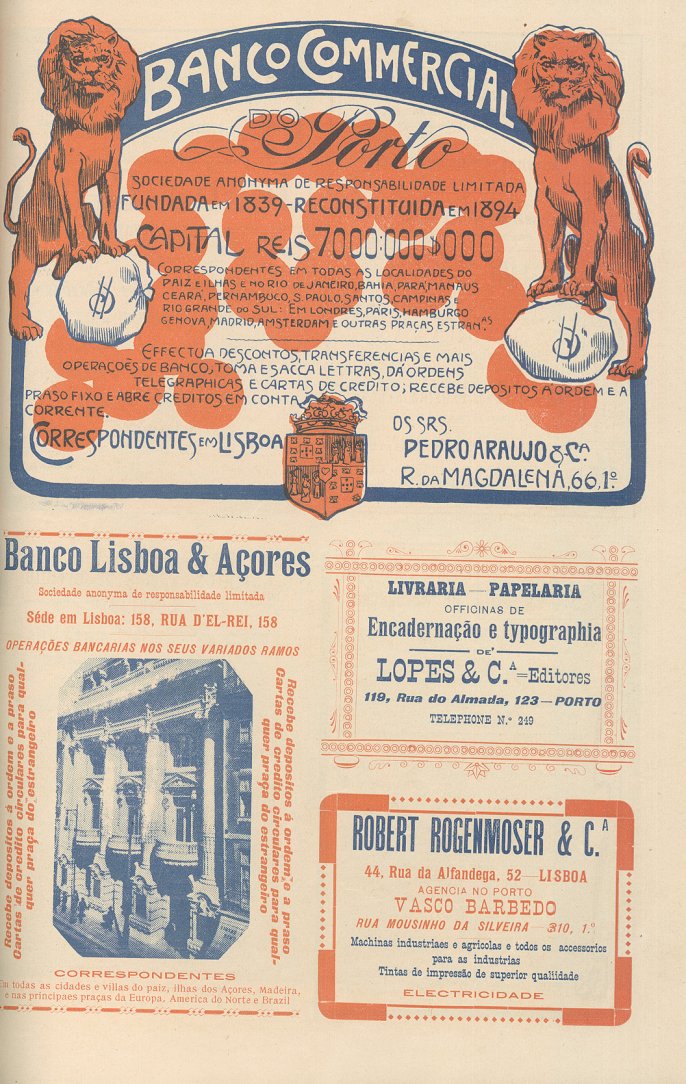 BANCO COMMERCIAL
DO Porto
SOCIEDADE ANONYMA DE RESPONSABILIDADE LIMITADA
FUNDADA EM 1839-RECONSTITUIDA EM 1894
CAPITAL REIS 7000:000$000
CORRESPONDENTES EM TODAS AS LOCALIDADES DO
PAIZ E ILHAS E NO RIO DE JANEIRO, BAHIA, PARÁ, MANAUS
CEARÁ, PERNAMBUCO, S. PAULO, SANTOS, CAMPINAS E
RIO GRANDE DO SUL: EM LONDRES, PARIS, HAMBURGO
GENOVA, MADRID, AMSTERDAM E OUTRAS PRAÇAS ESTRAN.AS
EFFECTUA DESCONTOS, TRANSFERENCIAS E MAIS
OPERAÇÕES DE BANCO, TOMA E SACCA LETTRAS, DÁ ORDENS
TELEGRAPHICAS E CARTAS DE CREDITO; RECEBE DEPOSITOS A ORDEM E A
PRASO FIXO E ABRE CREDITOS EM CONTA
CORRENTE.
CORRESPONDENTES EM LISBOA
OS SRS.
PEDRO ARAUJO & CA.
R. DA MAGDALENA, 66, 1.º
Banco Lisboa & Açores
Sociedade anonyma de responsabilidade limitada
Séde em Lisboa: 158, RUA D'EL-REI, 158
OPERAÇÕES BANCARIAS NOS SEUS VARIADOS RAMOS
Recebe depositos á ordem e a praso
Cartas de credito circulares para qual-
quer praça do estrangeiro
Recebe depositos á ordem e a praso
Cartas de credito circulares para qual-
quer praça do estrangeiro
CORRESPONDENTES
Em todas as cidades e villas do paiz, ilhas dos Açores, Madeira,
e nas principaes praças da Europa, America do Norte e Brazil
LIVRARIA — PAPELARIA
OFFICINAS DE
Encadernação e typographia
DE
LOPES & C.A — Editores
119, Rua do Almada, 123 — PORTO
TELEPHONE N.º 249
ROBERT ROGENMOSER & C.A
44, Rua da Alfandega, 52 — LISBOA
AGENCIA NO PORTO
VASCO BARBEDO
RUA MOUSINHO DA SILVEIRA — 310, 1.º
Machinas industriaes e agricolas e todos os accessorios
para as industrias
Tintas de impressão de superior qualiidade
ELECTRICIDADE